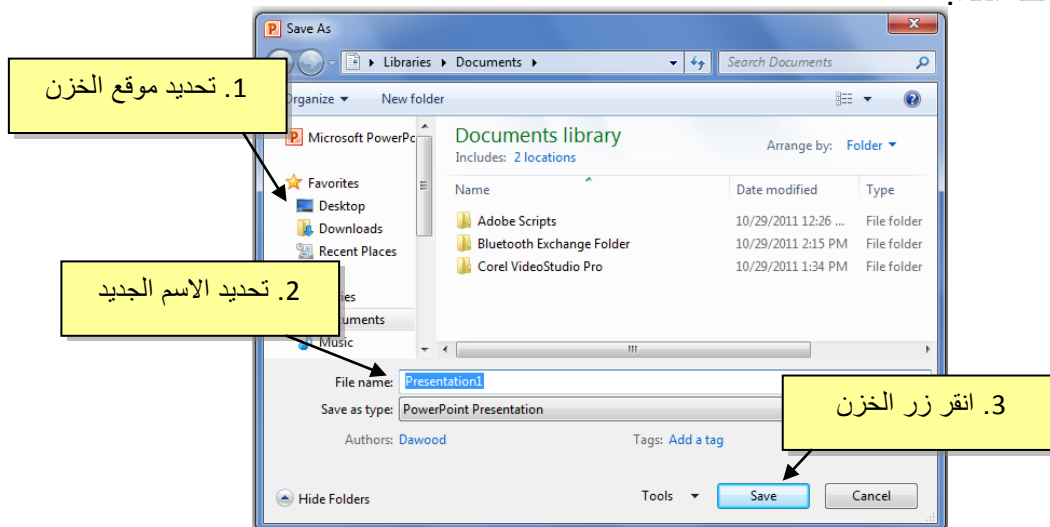 Save As
Libraries Documents
Search Documents
1. تحديد موقع الخزن
Organize New folder
Microsoft PowerPo
Documents library
Includes: 2 locations
Arrange by: Folder
Favorites
Desktop
Downloads
Recent Places
Name Date modified Type
Adobe Scripts 10/29/2011 12:26 ... File folder
Bluetooth Exchange Folder 10/29/2011 2:15 PM File folder
Corel VideoStudio Pro 10/29/2011 1:34 PM File folder
2. تحديد الاسم الجديد
Music
File name: Presentation1
Save as type: PowerPoint Presentation
3. انقر زر الخزن
Authors: Dawood
Tags: Add a tag
Hide Folders
Tools Save Cancel